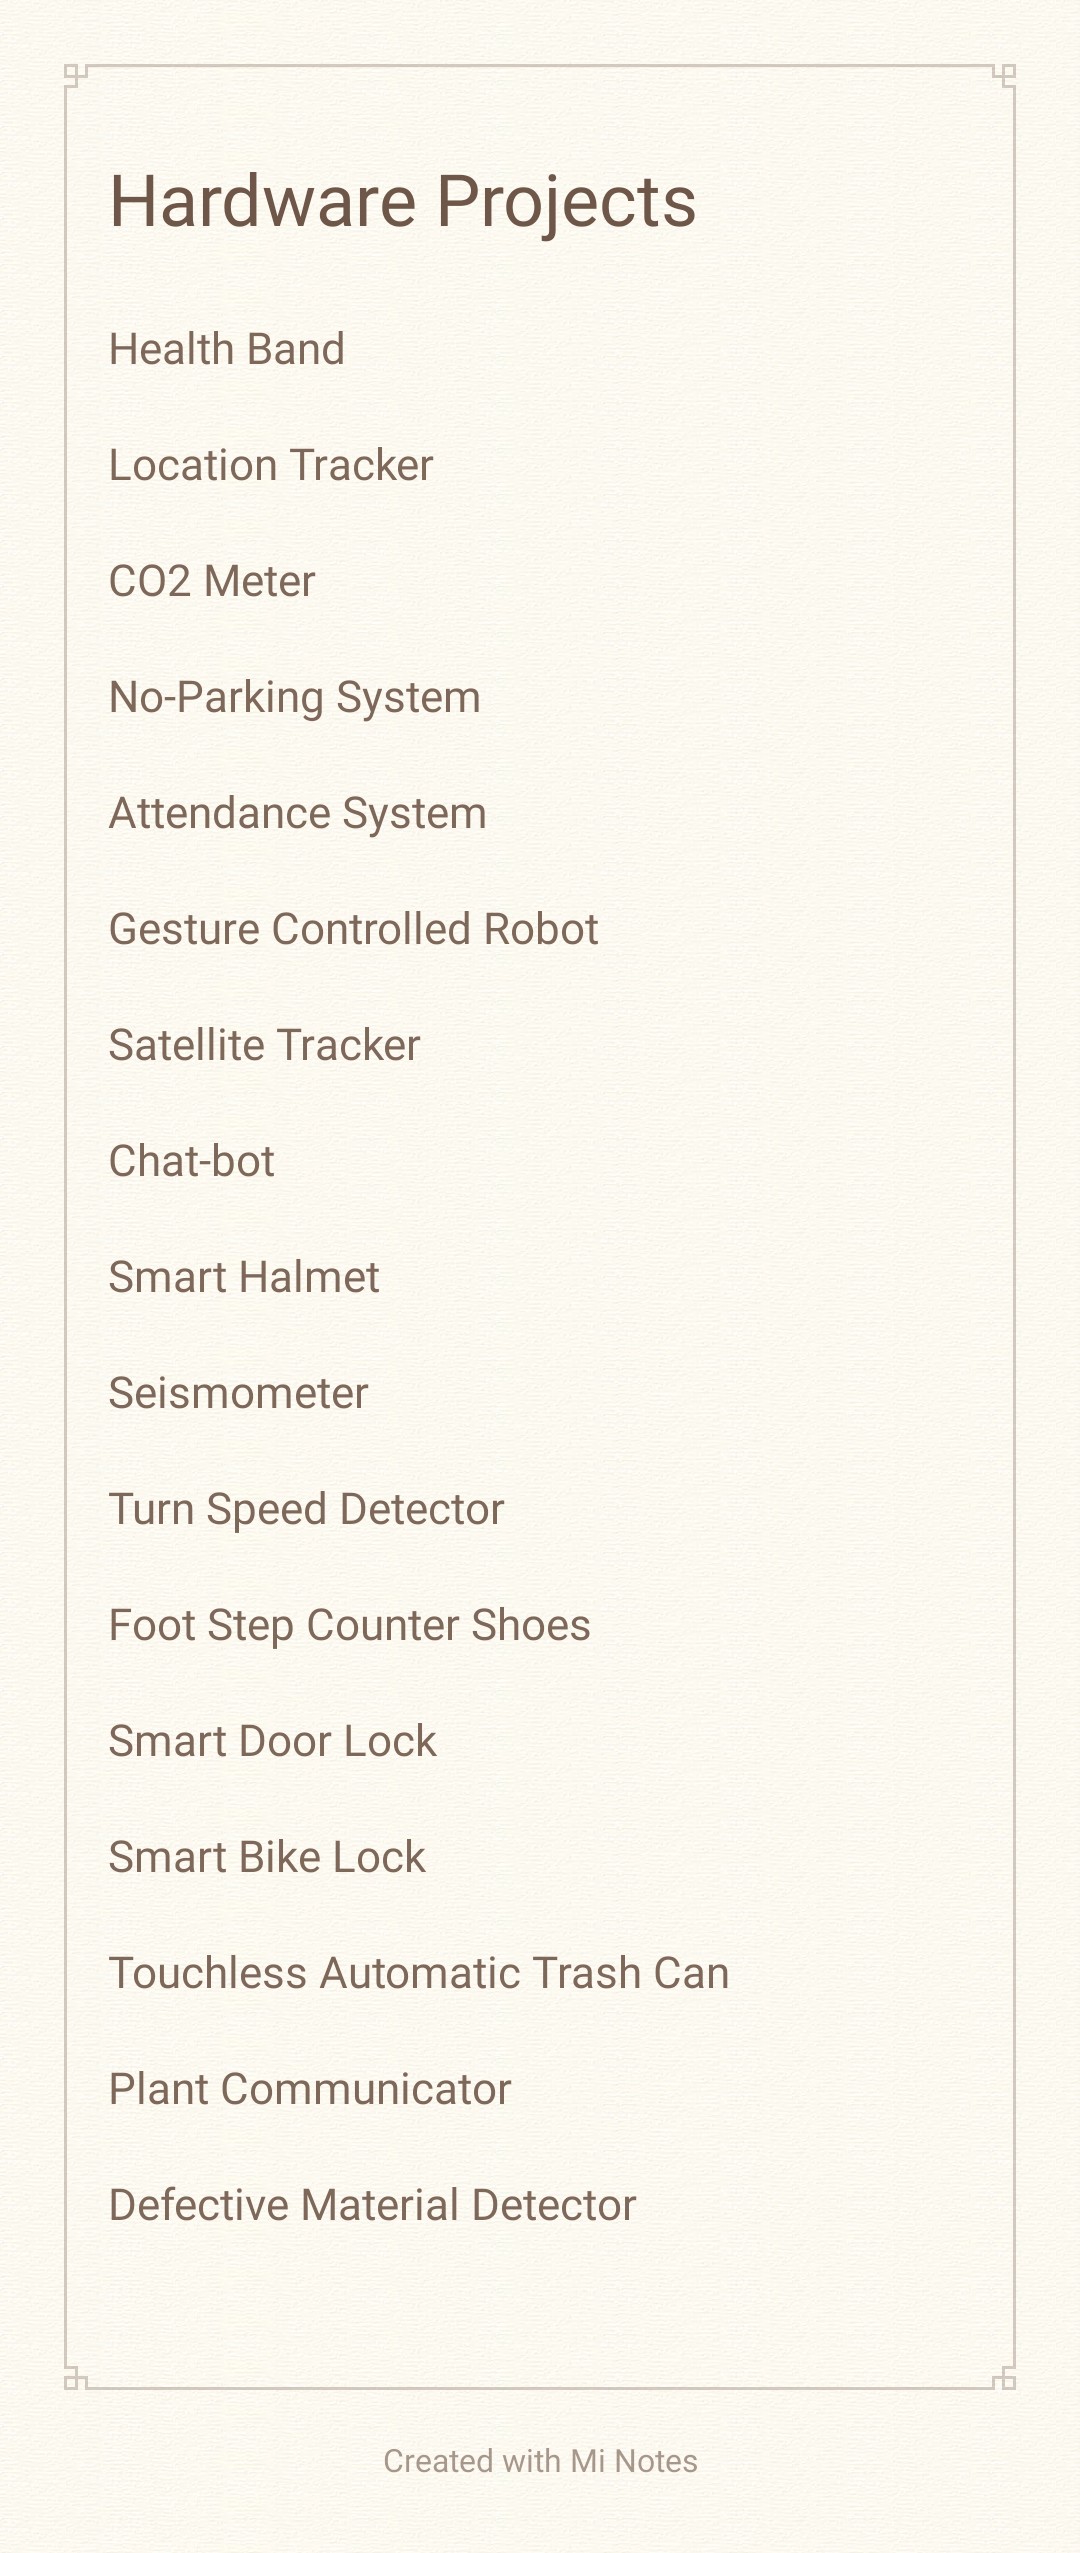 Hardware Projects
Health Band
Location Tracker
CO2 Meter
No-Parking System
Attendance System
Gesture Controlled Robot
Satellite Tracker
Chat-bot
Smart Halmet
Seismometer
Turn Speed Detector
Foot Step Counter Shoes
Smart Door Lock
Smart Bike Lock
Touchless Automatic Trash Can
Plant Communicator
Defective Material Detector
Created with Mi Notes